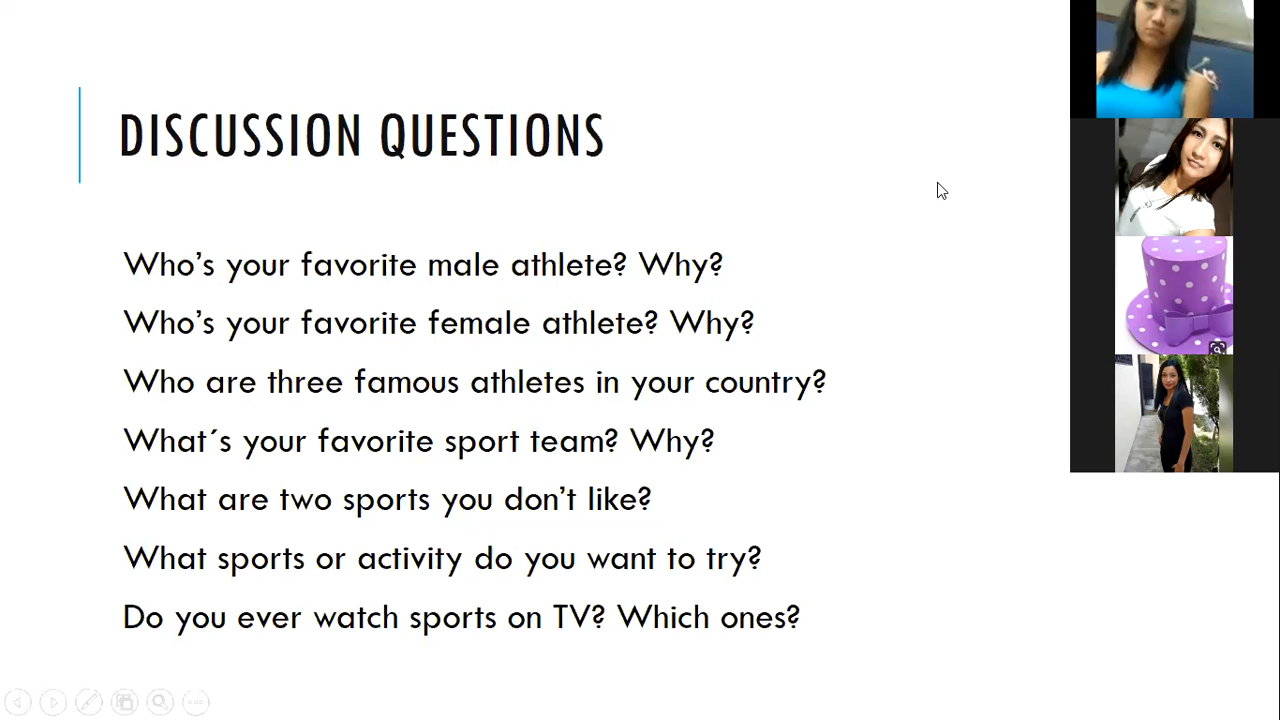 DISCUSSION QUESTIONS
Who's your favorite male athlete? Why?
Who's your favorite female athlete? Why?
Who are three famous athletes in your country?
What´s your favorite sport team? Why?
What are two sports you don't like?
What sports or activity do you want to try?
Do you ever watch sports on TV? Which ones?